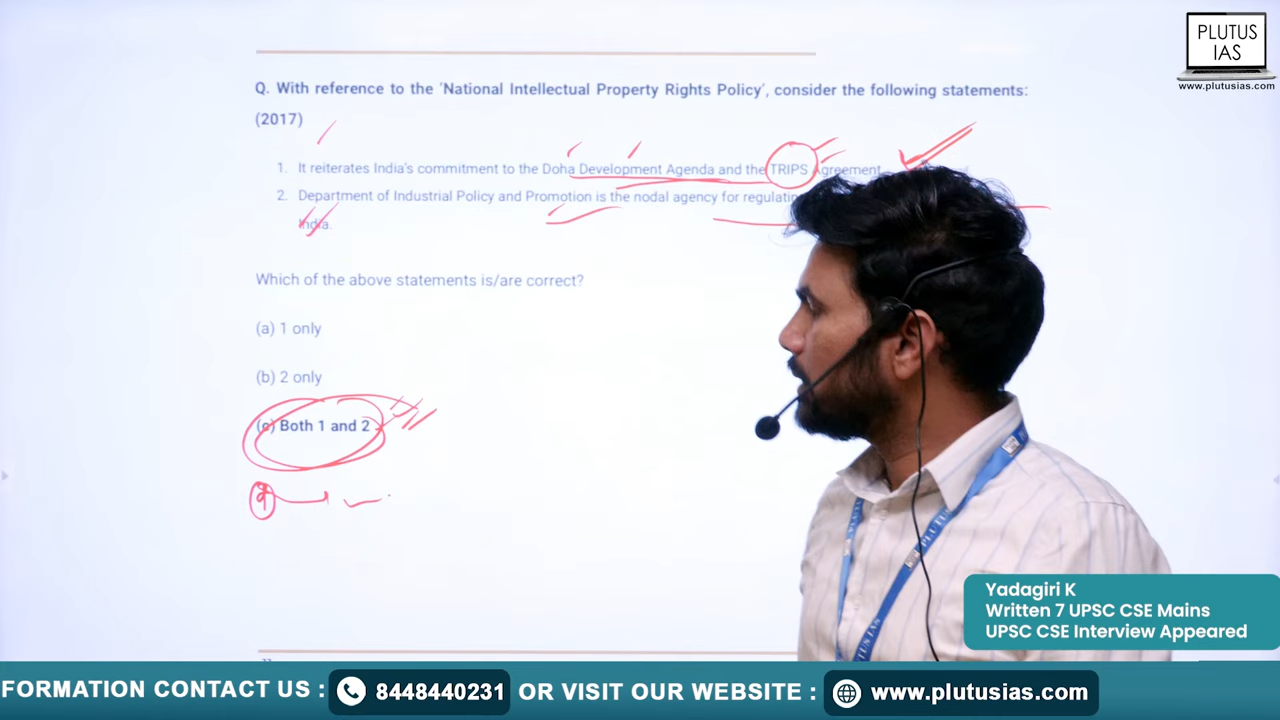 PLUTUS
IAS
www.plutusias.com
Q. With reference to the 'National Intellectual Property Rights Policy', consider the following statements:
(2017)
1. It reiterates India's commitment to the Doha Development Agenda and the TRIPS Agreement.
2. Department of Industrial Policy and Promotion is the nodal agency for regulating
India.
Which of the above statements is/are correct?
(a) 1 only
(b) 2 only
(c) Both 1 and 2
PLUTUS IAS
Yadagiri K
Written 7 UPSC CSE Mains
UPSC CSE Interview Appeared
FORMATION CONTACT US : 8448440231 OR VISIT OUR WEBSITE : www.plutusias.com